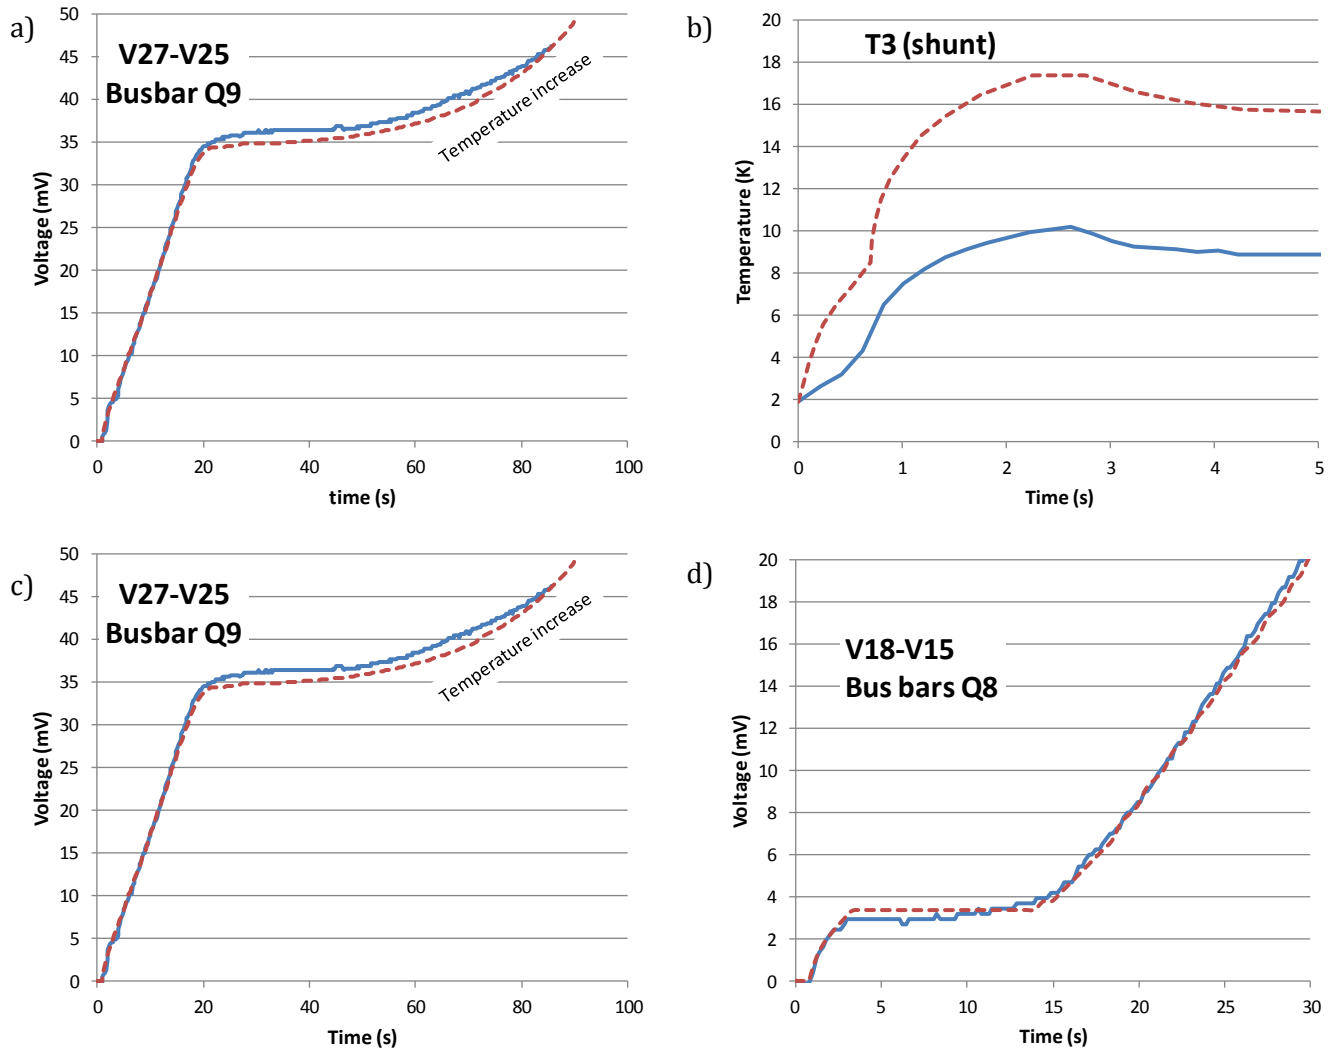 a)
V27-V25
Busbar Q9
Temperature increase
Voltage (mV)
50
45
40
35
30
25
20
15
10
5
0
0 20 40 60 80 100
time (s)
b)
T3 (shunt)
Temperature (K)
20
18
16
14
12
10
8
6
4
2
0
0 1 2 3 4 5
Time (s)
c)
V27-V25
Busbar Q9
Temperature increase
Voltage (mV)
50
45
40
35
30
25
20
15
10
5
0
0 20 40 60 80 100
Time (s)
d)
V18-V15
Bus bars Q8
Voltage (mV)
20
18
16
14
12
10
8
6
4
2
0
0 5 10 15 20 25 30
Time (s)